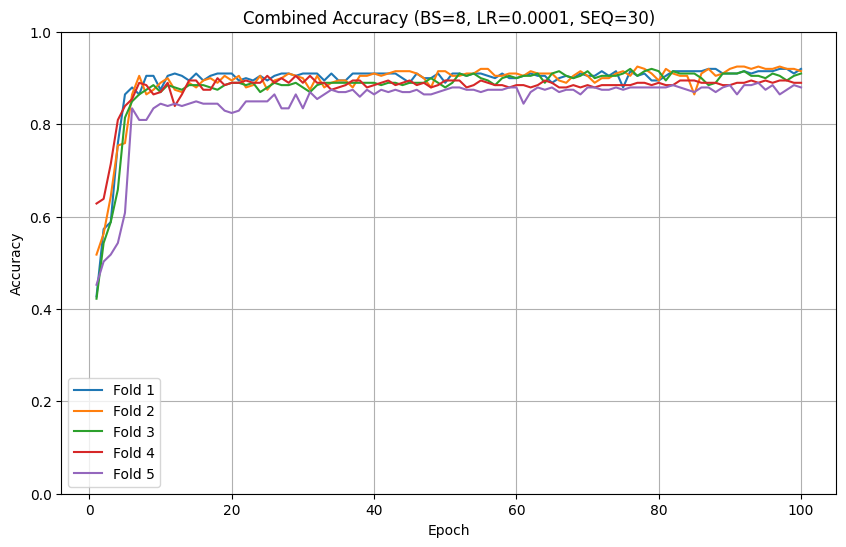 Combined Accuracy (BS=8, LR=0.0001, SEQ=30)
Accuracy
1.0
0.8
0.6
0.4
0.2
0.0
Fold 1
Fold 2
Fold 3
Fold 4
Fold 5
0 20 40 60 80 100
Epoch